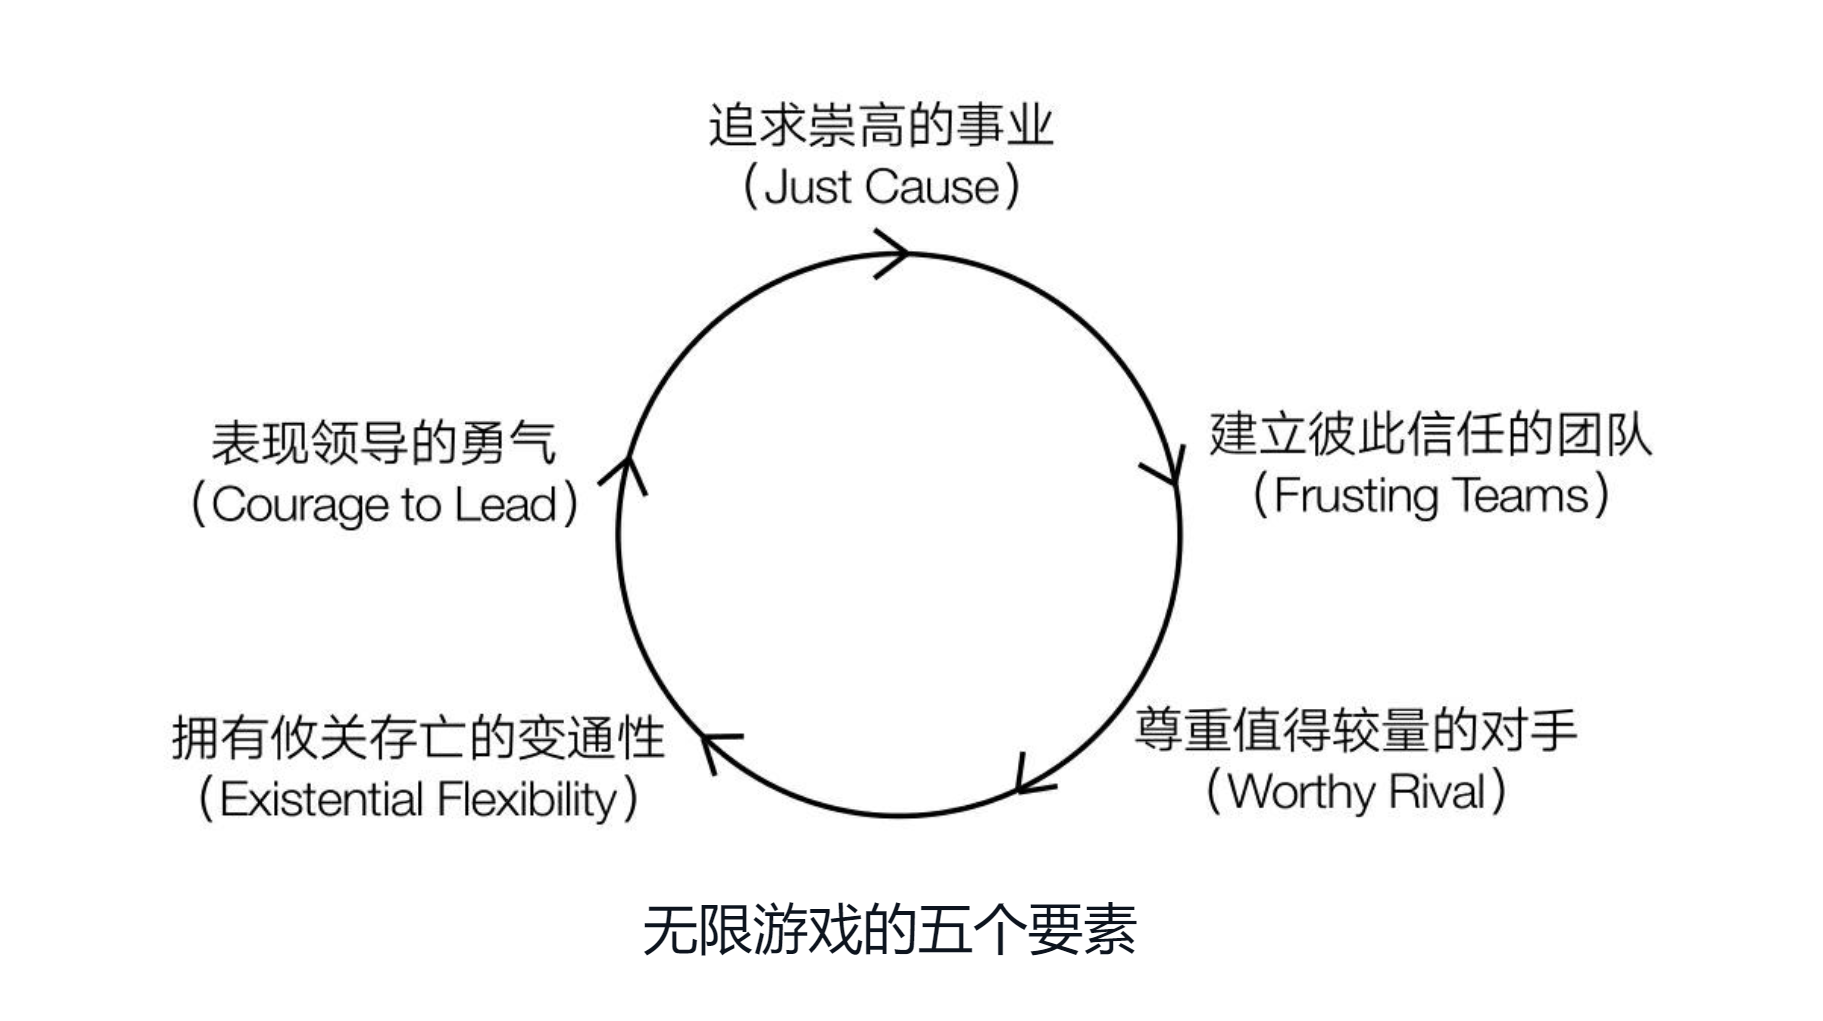 追求崇高的事业
（Just Cause）
建立彼此信任的团队
（Frusting Teams）
尊重值得较量的对手
（Worthy Rival）
拥有攸关存亡的变通性
（Existential Flexibility）
表现领导的勇气
（Courage to Lead）
无限游戏的五个要素